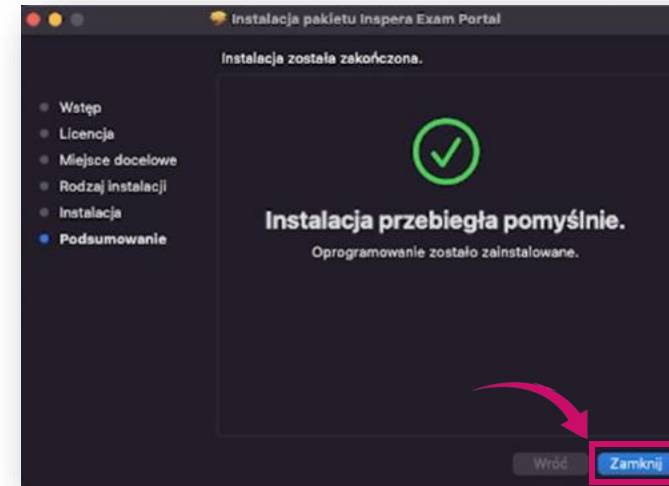 Instalacja pakietu Inspera Exam Portal
Instalacja została zakończona.
Wstęp
Licencja
Miejsce docelowe
Rodzaj instalacji
Instalacja
Podsumowanie
Instalacja przebiegła pomyślnie.
Oprogramowanie zostało zainstalowane.
Wróć
Zamknij